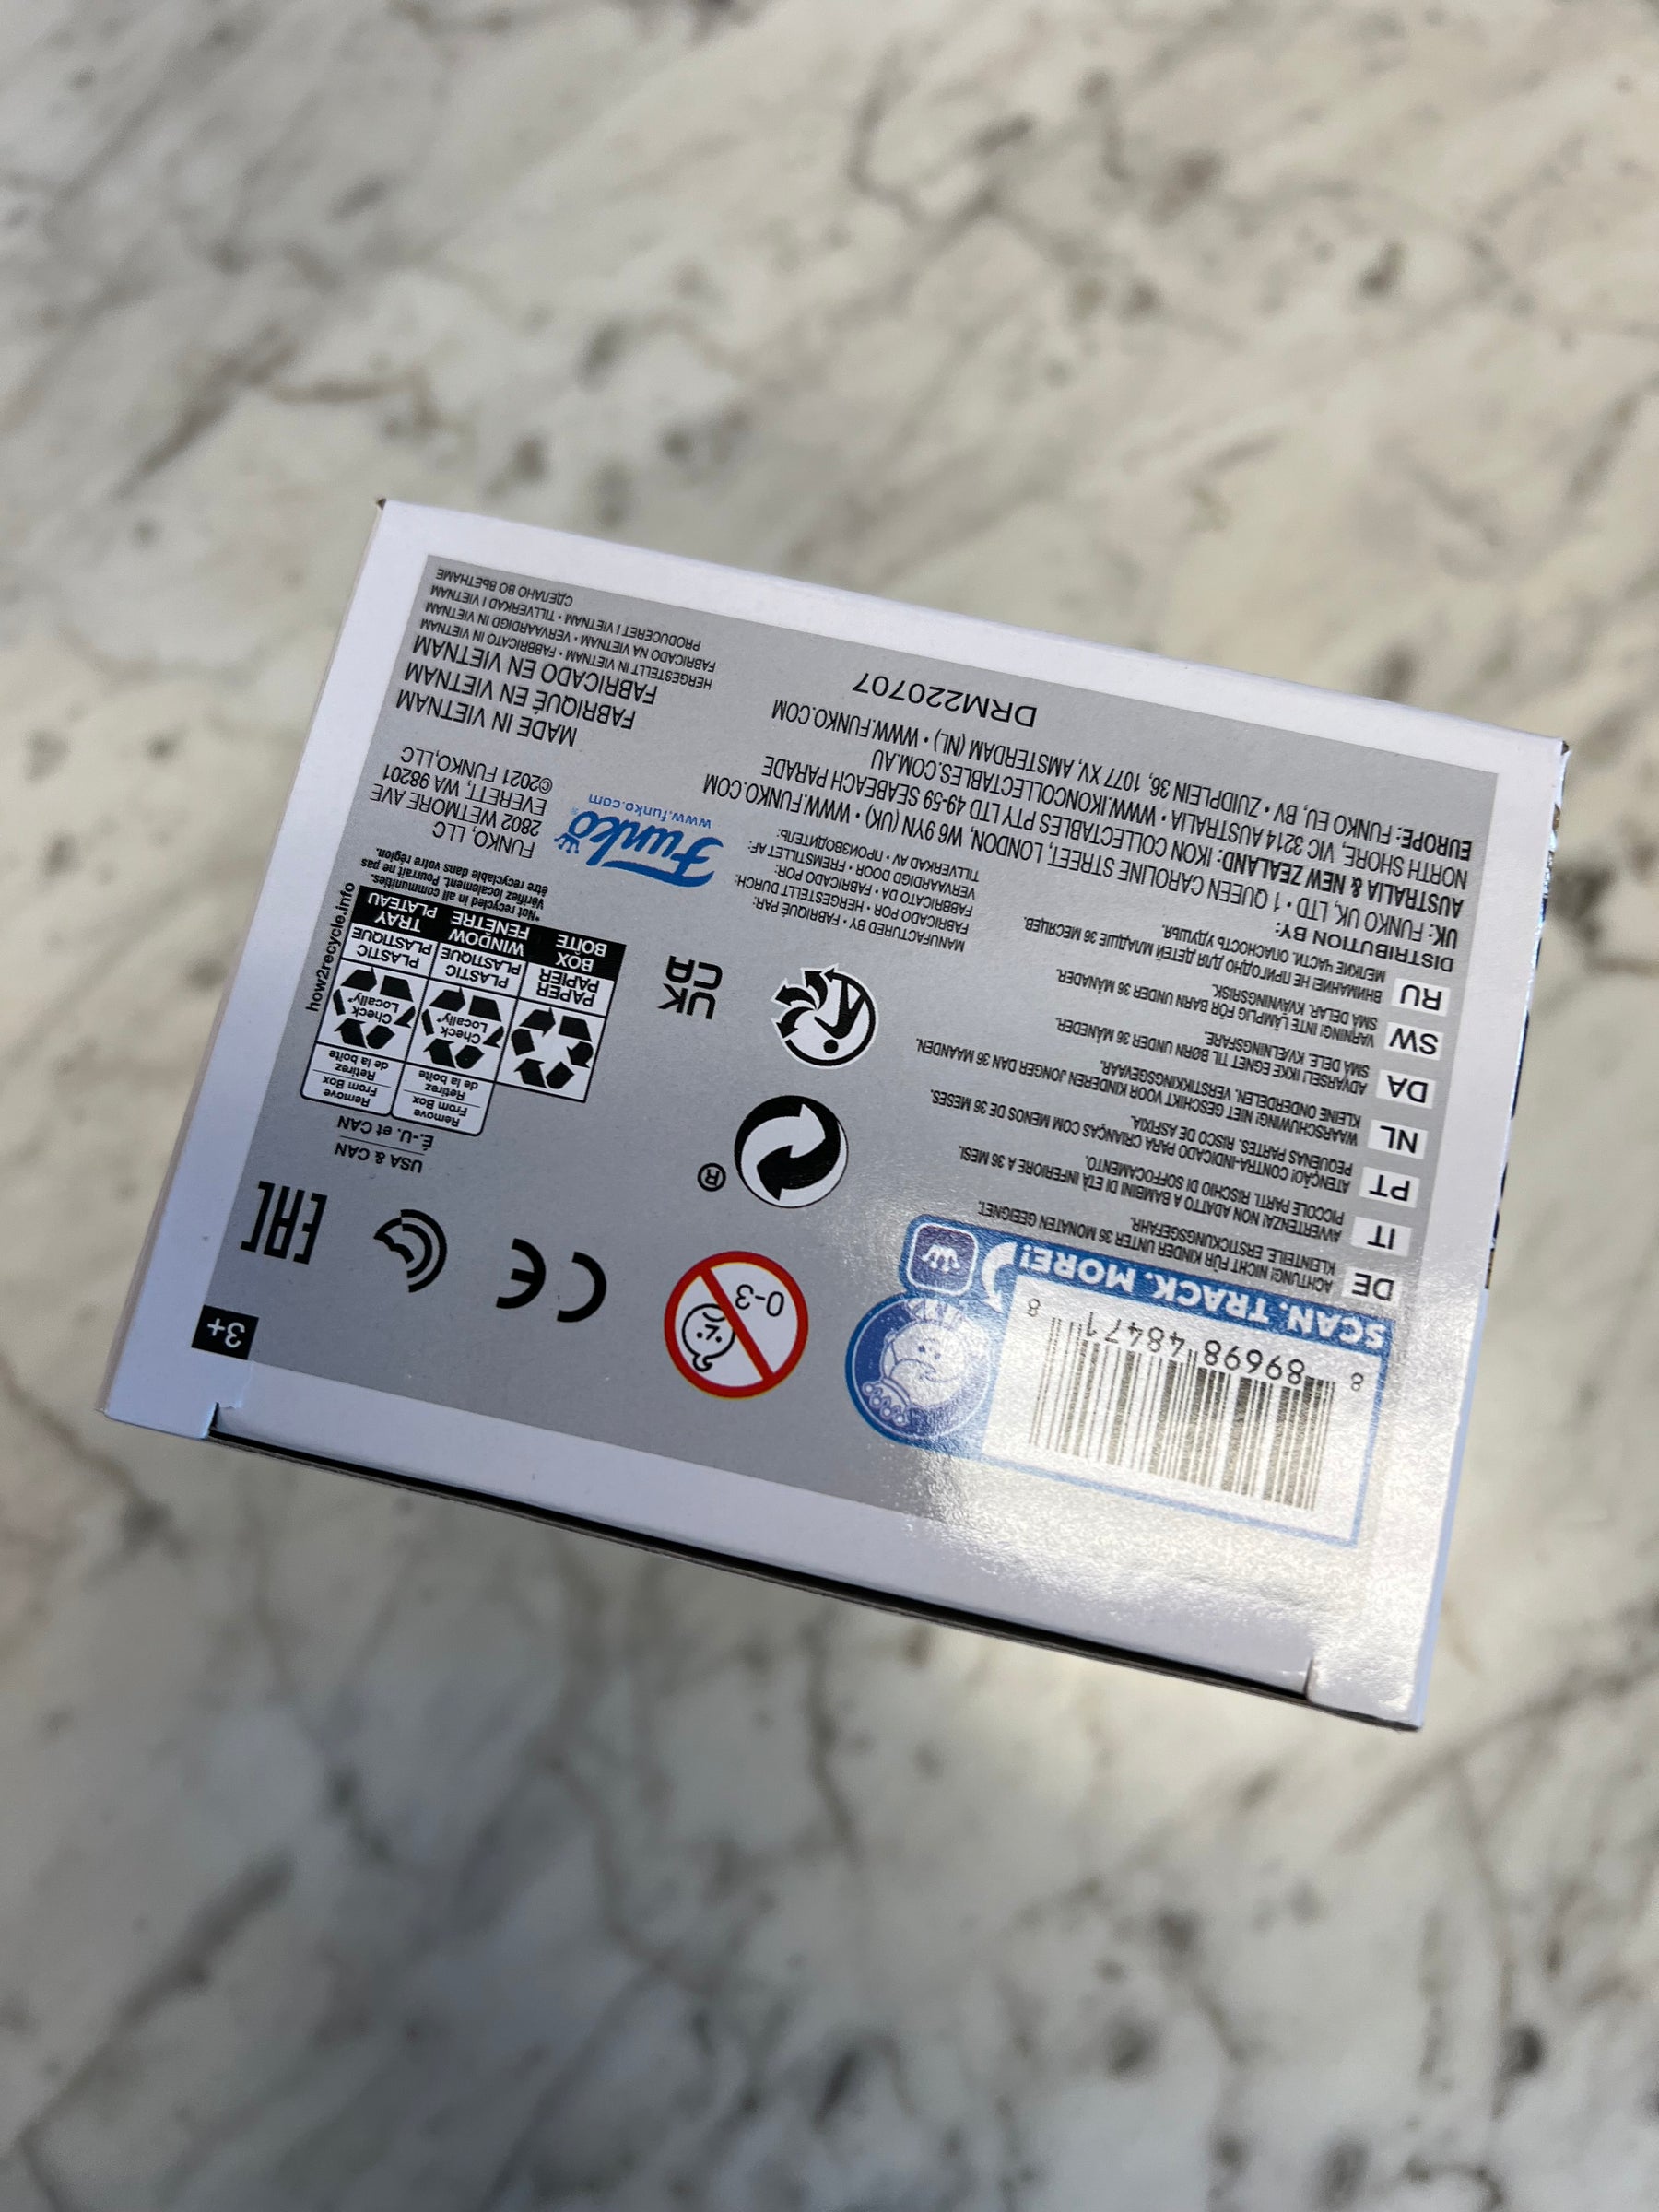 8 89698 48471 8
SCAN. TRACK. MORE!
0-3
CE
EAC
3+
DE ACHTUNG! NICHT FÜR KINDER UNTER 36 MONATEN GEEIGNET.
KLEINTEILE. ERSTICKUNGSGEFAHR.
IT AVVERTENZA! NON ADATTO A BAMBINI DI ETÀ INFERIORE A 36 MESI.
PICCOLE PARTI. RISCHIO DI SOFFOCAMENTO.
PT ATENÇÃO! CONTRA-INDICADO PARA CRIANÇAS COM MENOS DE 36 MESES.
PEQUENAS PARTES. RISCO DE ASFIXIA.
NL WAARSCHUWING! NIET GESCHIKT VOOR KINDEREN JONGER DAN 36 MAANDEN.
KLEINE ONDERDELEN. VERSTIKKINGSGEVAAR.
DA ADVARSEL! IKKE EGNET TIL BØRN UNDER 36 MÅNEDER.
SMÅ DELE. KVÆLNINGSFARE.
SW VARNING! INTE LÄMPLIG FÖR BARN UNDER 36 MÅNADER.
SMÅ DELAR. KVÄVNINGSRISK.
RU ВНИМАНИЕ! НЕ ПРИГОДНО ДЛЯ ДЕТЕЙ МЛАДШЕ 36 МЕСЯЦЕВ.
МЕЛКИЕ ЧАСТИ. ОПАСНОСТЬ УДУШЬЯ.
®
UK
CA
USA & CAN
É.-U. et CAN
Remove
From Box
Retirez
de la boîte
Remove
From Box
Retirez
de la boîte
Check
Locally*
Check
Locally*
PAPER
PAPIER
BOX
BOÎTE
PLASTIC
PLASTIQUE
WINDOW
FENÊTRE
PLASTIC
PLASTIQUE
TRAY
PLATEAU
how2recycle.info
*Not recycled in all communities.
Vérifiez localement. Pourrait ne pas
être recyclable dans votre région.
DISTRIBUTION BY:
UK: FUNKO UK, LTD • 1 QUEEN CAROLINE STREET, LONDON, W6 9YN (UK) • WWW.FUNKO.COM
AUSTRALIA & NEW ZEALAND: IKON COLLECTABLES PTY LTD 49-59 SEABEACH PARADE
NORTH SHORE, VIC 3214 AUSTRALIA • WWW.IKONCOLLECTABLES.COM.AU
EUROPE: FUNKO EU, BV • ZUIDPLEIN 36, 1077 XV, AMSTERDAM (NL) • WWW.FUNKO.COM
DRM220707
MANUFACTURED BY • FABRIQUÉ PAR:
FABRICADO POR • HERGESTELLT DURCH:
FABBRICATO DA • FABRICADO POR:
VERVAARDIGD DOOR • FREMSTILLET AF:
TILLVERKAD AV • ПРОИЗВОДИТЕЛЬ:
Funko
www.funko.com
FUNKO, LLC
2802 WETMORE AVE
EVERETT, WA 98201
©2021 FUNKO,LLC
MADE IN VIETNAM
FABRIQUÉ EN VIETNAM
FABRICADO EN VIETNAM
HERGESTELLT IN VIETNAM • FABBRICATO IN VIETNAM
FABRICADO NA VIETNAM • VERVAARDIGD IN VIETNAM
PRODUCERET I VIETNAM • TILLVERKAD I VIETNAM
СДЕЛАНО ВО ВЬЕТНАМЕ